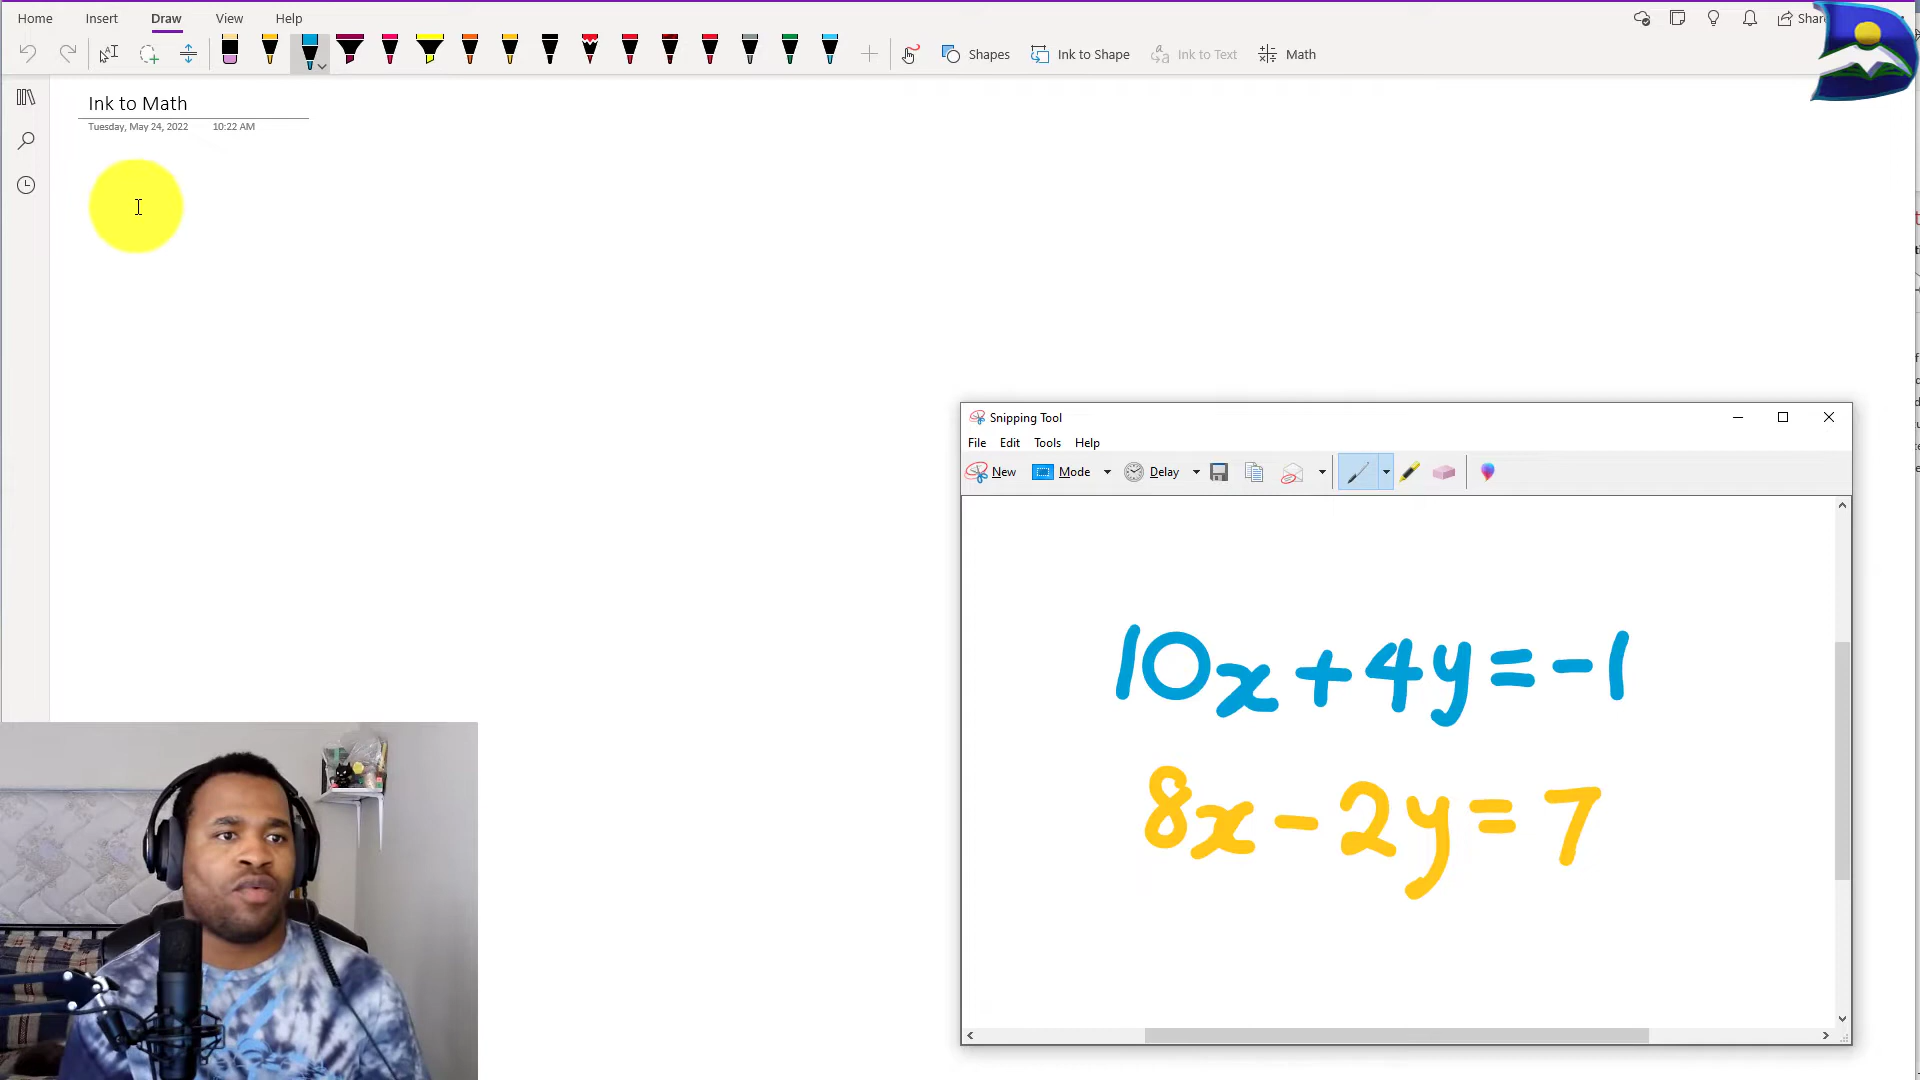 Home Insert Draw View Help Share
Shapes Ink to Shape Ink to Text Math
Ink to Math
Tuesday, May 24, 2022 10:22 AM
Snipping Tool
File Edit Tools Help
New Mode Delay
10x+4y=-1
8x-2y=7